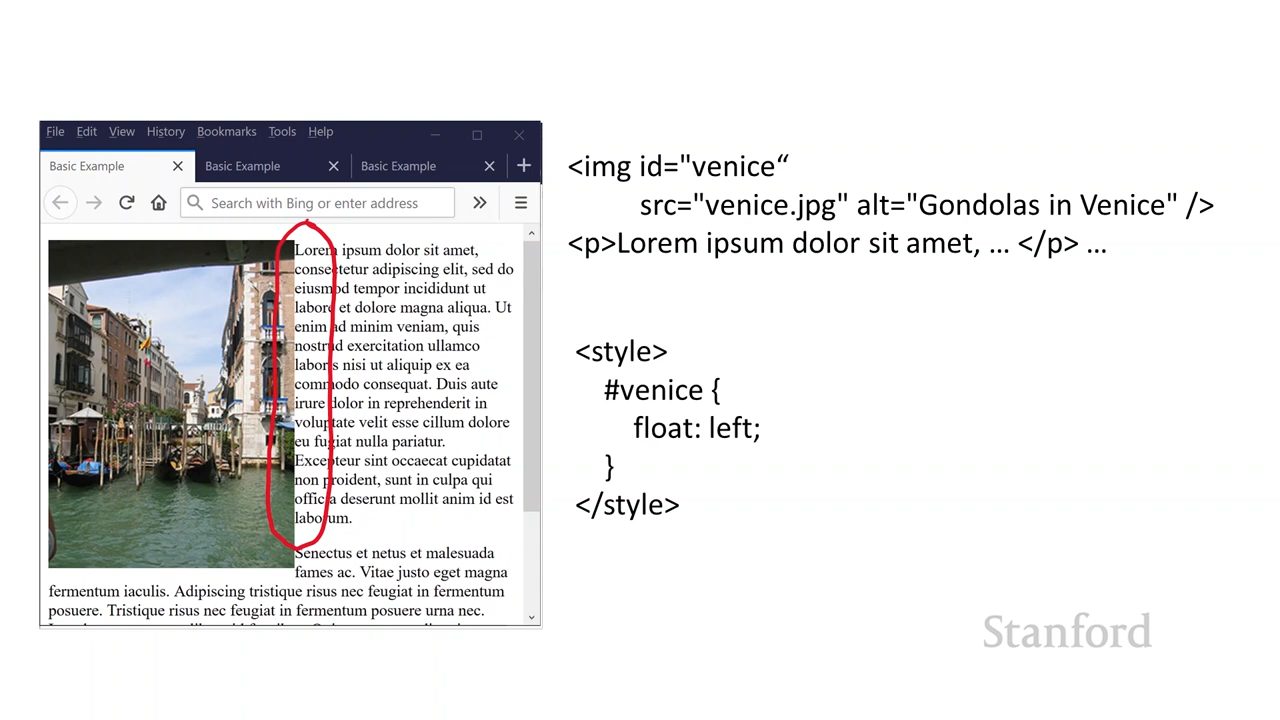 File Edit View History Bookmarks Tools Help
Basic Example Basic Example Basic Example
Search with Bing or enter address
Lorem ipsum dolor sit amet,
consectetur adipiscing elit, sed do
eiusmod tempor incididunt ut
labore et dolore magna aliqua. Ut
enim ad minim veniam, quis
nostrud exercitation ullamco
laboris nisi ut aliquip ex ea
commodo consequat. Duis aute
irure dolor in reprehenderit in
voluptate velit esse cillum dolore
eu fugiat nulla pariatur.
Excepteur sint occaecat cupidatat
non proident, sunt in culpa qui
officia deserunt mollit anim id est
laborum.
Senectus et netus et malesuada
fames ac. Vitae justo eget magna
fermentum iaculis. Adipiscing tristique risus nec feugiat in fermentum
posuere. Tristique risus nec feugiat in fermentum posuere urna nec.
<img id="venice“
src="venice.jpg" alt="Gondolas in Venice" />
<p>Lorem ipsum dolor sit amet, … </p> …
<style>
#venice {
float: left;
}
</style>
Stanford